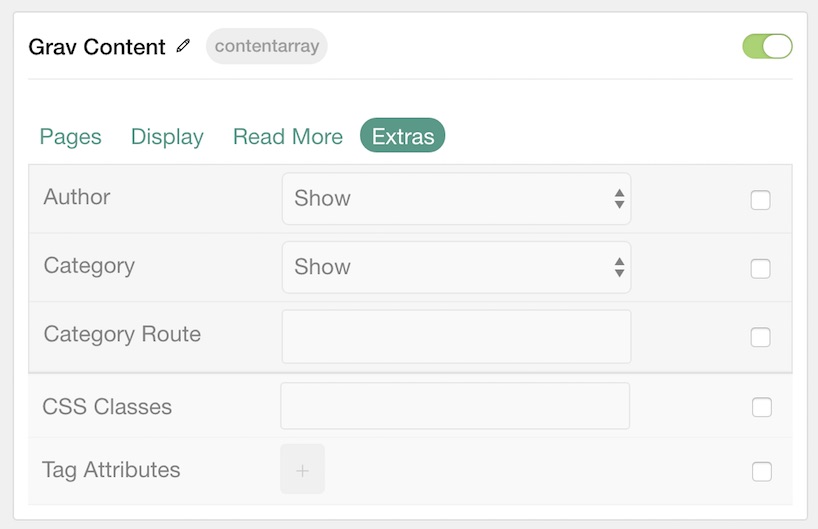 Grav Content contentarray
Pages Display Read More Extras
Author Show
Category Show
Category Route
CSS Classes
Tag Attributes +